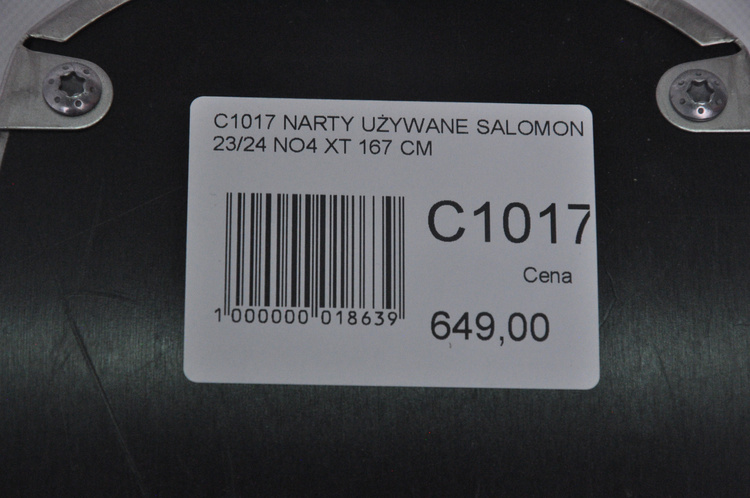 C1017 NARTY UŻYWANE SALOMON
23/24 NO4 XT 167 CM
C1017
Cena
1 000000 018639
649,00